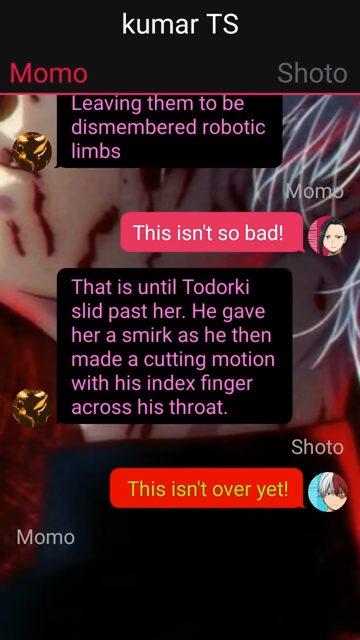 kumar TS
Momo
Shoto
Leaving them to be
dismembered robotic
limbs
Momo
This isn't so bad!
That is until Todorki
slid past her. He gave
her a smirk as he then
made a cutting motion
with his index finger
across his throat.
Shoto
This isn't over yet!
Momo